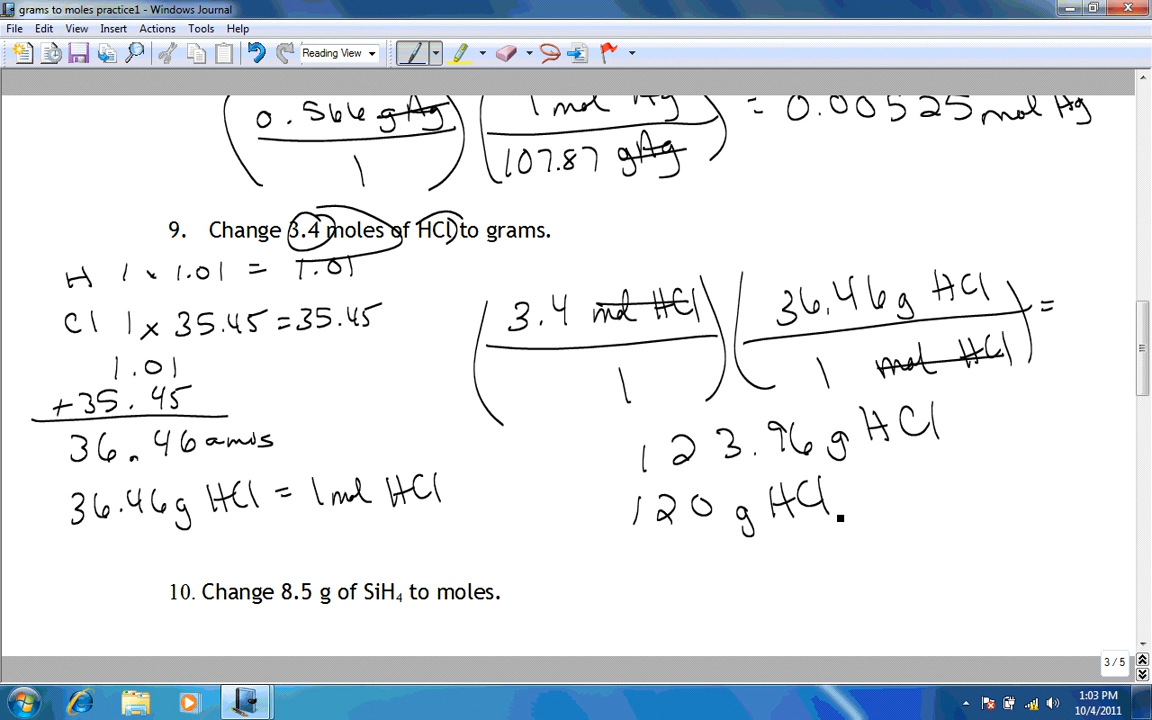 grams to moles practice1 - Windows Journal
File Edit View Insert Actions Tools Help
Reading View
(0.566 gAg / 1) (1 mol Ag / 107.87 gAg) = 0.00525 mol Ag
9. Change 3.4 moles of HCl to grams.
H 1 x 1.01 = 1.01
Cl 1 x 35.45 = 35.45
1.01
+35.45
36.46 amus
36.46g HCl = 1 mol HCl
(3.4 mol HCl / 1) (36.46g HCl / 1 mol HCl) =
123.96 g HCl
120 g HCl
10. Change 8.5 g of SiH₄ to moles.
3 / 5
1:03 PM
10/4/2011